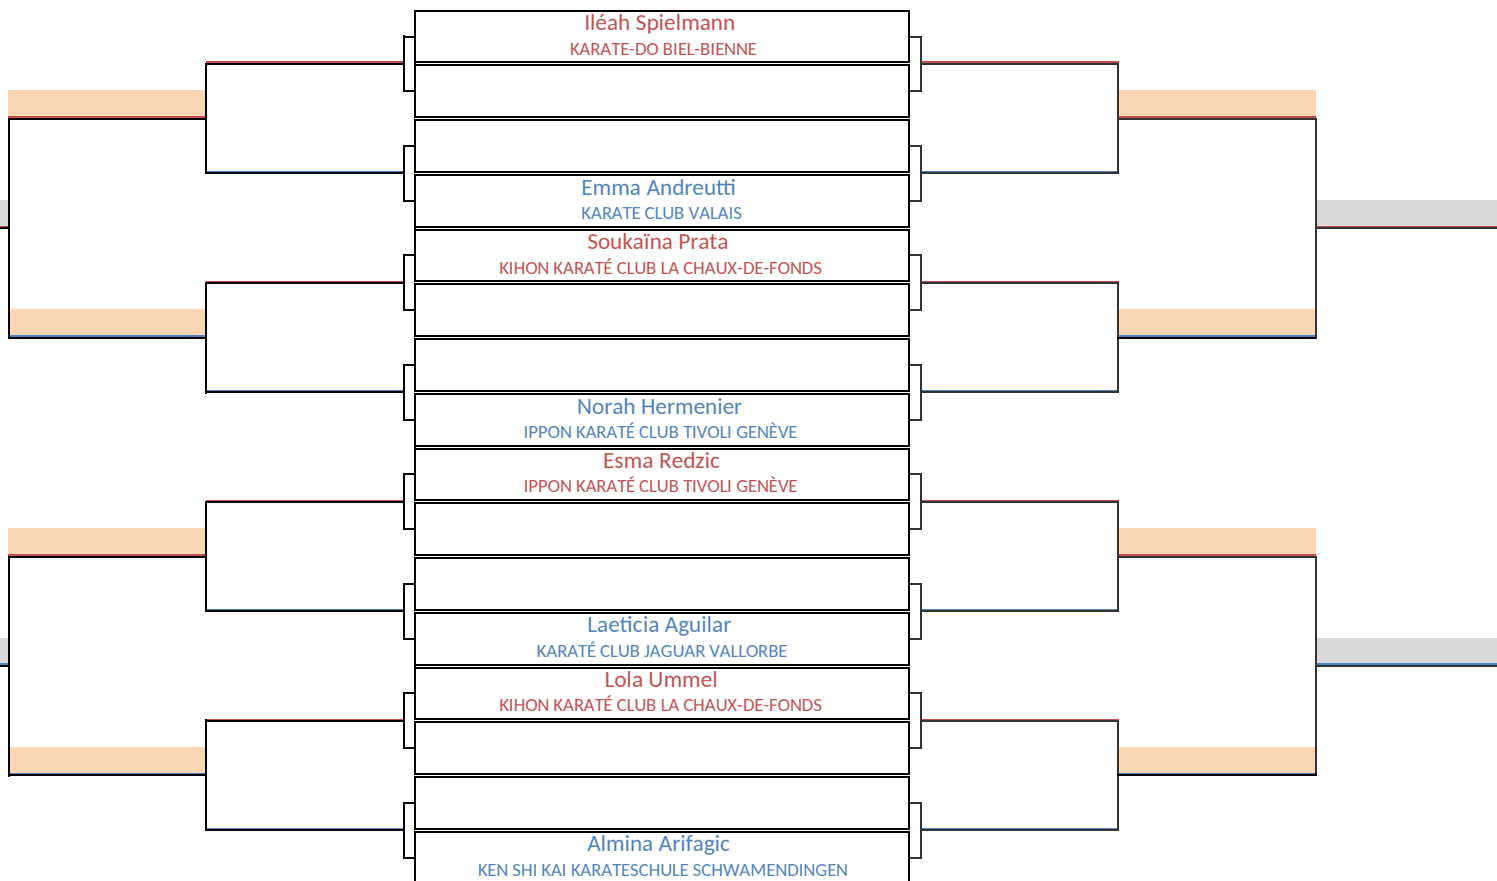 Iléah Spielmann
KARATE-DO BIEL-BIENNE
Emma Andreutti
KARATE CLUB VALAIS
Soukaïna Prata
KIHON KARATÉ CLUB LA CHAUX-DE-FONDS
Norah Hermenier
IPPON KARATÉ CLUB TIVOLI GENÈVE
Esma Redzic
IPPON KARATÉ CLUB TIVOLI GENÈVE
Laeticia Aguilar
KARATÉ CLUB JAGUAR VALLORBE
Lola Ummel
KIHON KARATÉ CLUB LA CHAUX-DE-FONDS
Almina Arifagic
KEN SHI KAI KARATESCHULE SCHWAMENDINGEN